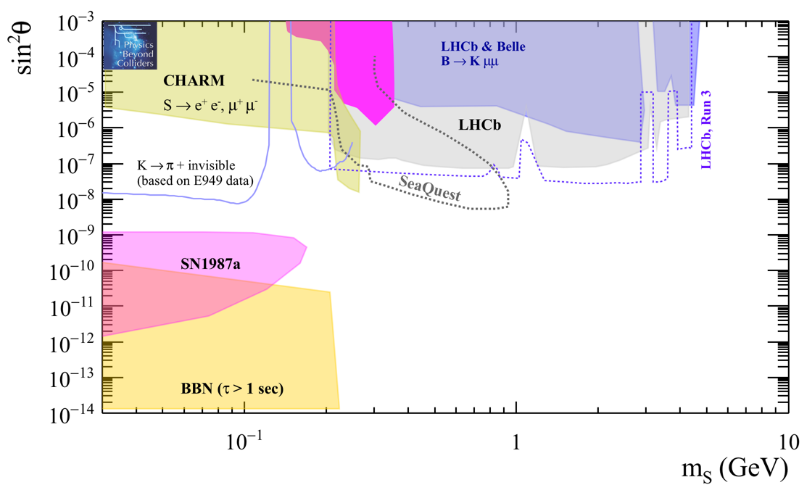 10⁻³
10⁻⁴
10⁻⁵
10⁻⁶
10⁻⁷
10⁻⁸
10⁻⁹
10⁻¹⁰
10⁻¹¹
10⁻¹²
10⁻¹³
10⁻¹⁴
sin²θ
Physics
Beyond
Colliders
CHARM
S → e⁺ e⁻, μ⁺ μ⁻
LHCb & Belle
B → K μμ
LHCb
LHCb, Run 3
K → π + invisible
(based on E949 data)
SeaQuest
SN1987a
BBN (τ > 1 sec)
10⁻¹
1
10
m_S (GeV)